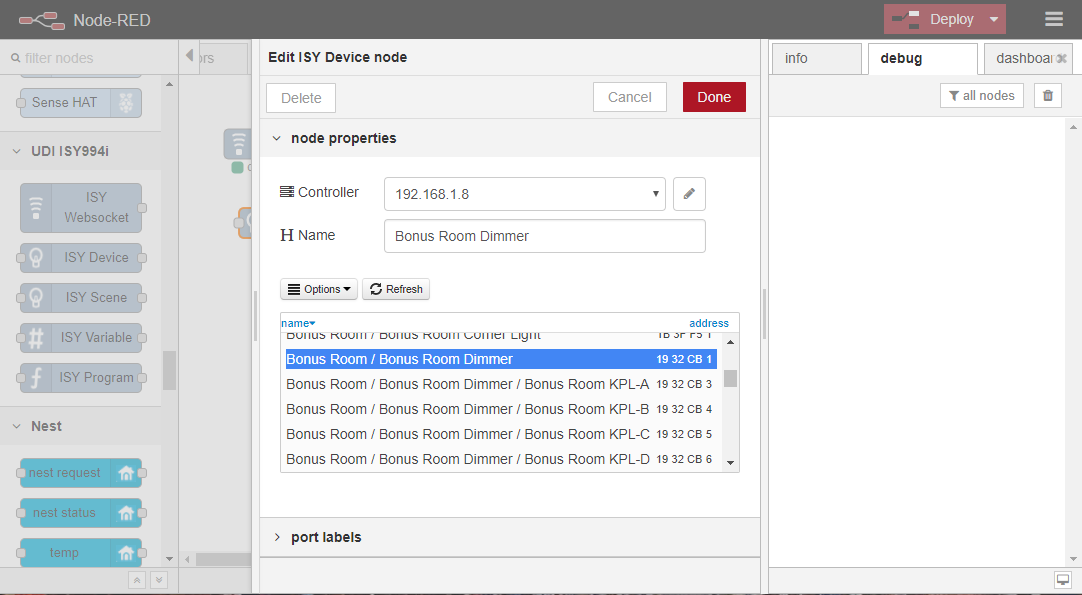 Node-RED
Deploy
filter nodes
Sense HAT
UDI ISY994i
ISY
Websocket
ISY Device
ISY Scene
ISY Variable
ISY Program
Nest
nest request
nest status
temp
ors
Edit ISY Device node
Delete
Cancel
Done
node properties
Controller
192.168.1.8
H Name
Bonus Room Dimmer
Options
Refresh
name
address
Bonus Room / Bonus Room Corner Light 1B 3F F5 1
Bonus Room / Bonus Room Dimmer 19 32 CB 1
Bonus Room / Bonus Room Dimmer / Bonus Room KPL-A 19 32 CB 3
Bonus Room / Bonus Room Dimmer / Bonus Room KPL-B 19 32 CB 4
Bonus Room / Bonus Room Dimmer / Bonus Room KPL-C 19 32 CB 5
Bonus Room / Bonus Room Dimmer / Bonus Room KPL-D 19 32 CB 6
port labels
info
debug
dashboar
all nodes